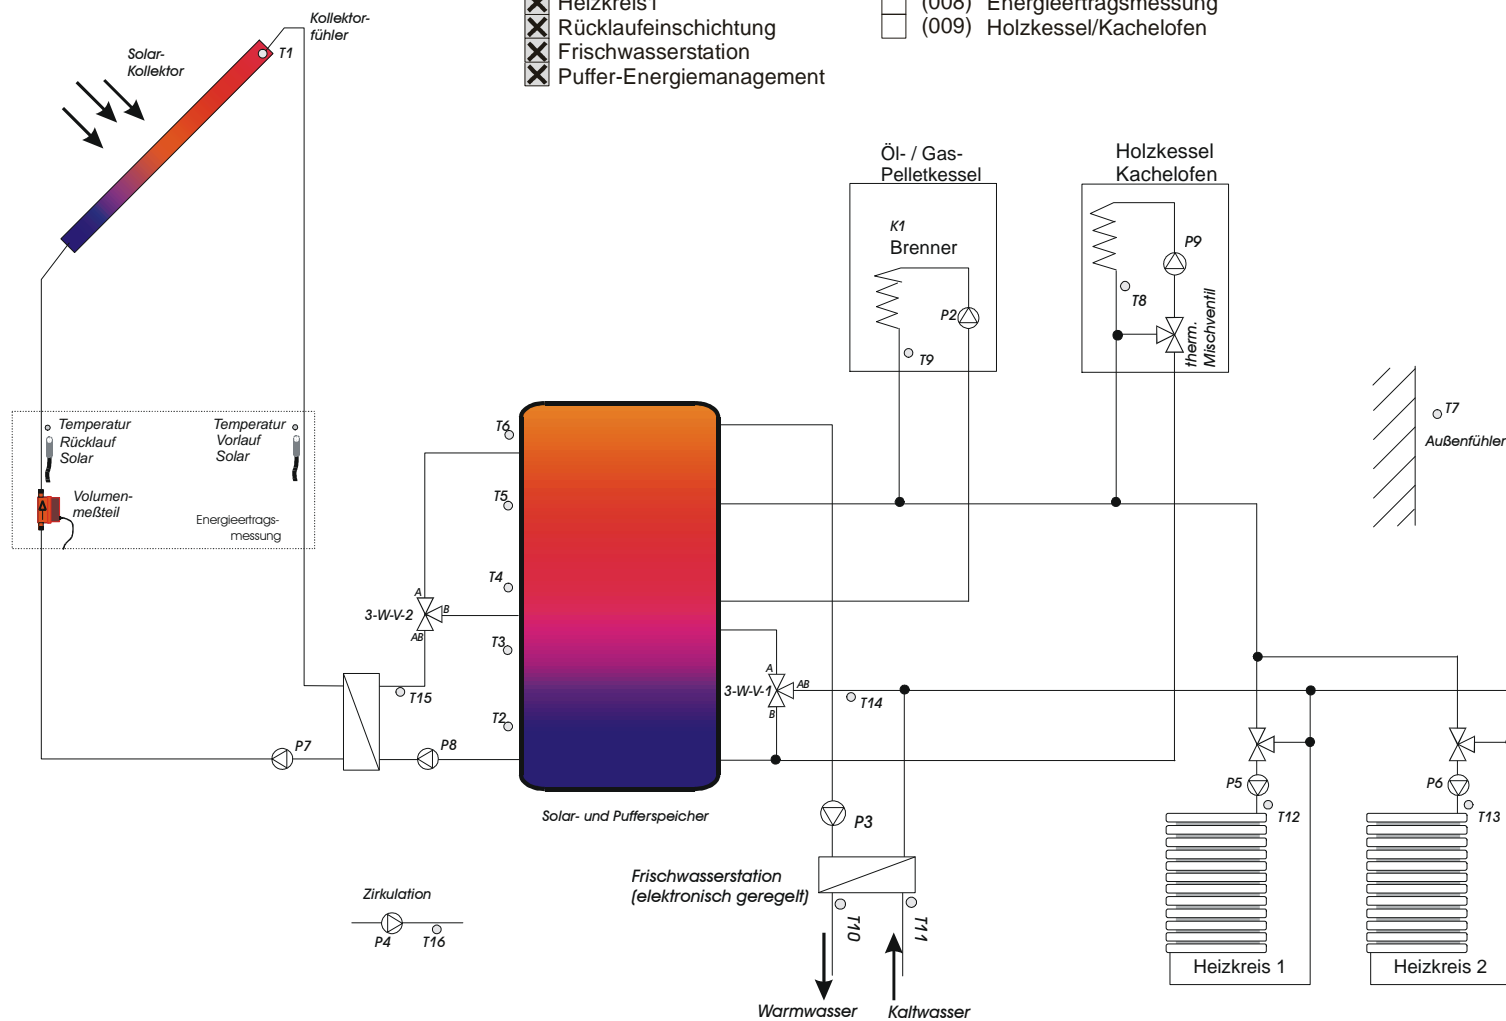 Heizkreis1
Rücklaufeinschichtung
Frischwasserstation
Puffer-Energiemanagement
(008) Energieertragsmessung
(009) Holzkessel/Kachelofen
Kollektor-
fühler
T1
Solar-
Kollektor
Öl- / Gas-
Pelletkessel
K1
Brenner
P2
T9
Holzkessel
Kachelofen
P9
T8
therm.
Mischventil
T7
Außenfühler
Temperatur
Rücklauf
Solar
Temperatur
Vorlauf
Solar
Volumen-
meßteil
Energieertrags-
messung
T6
T5
T4
T3
T2
A
3-W-V-2
B
AB
T15
P7
P8
A
3-W-V-1
AB
B
T14
Solar- und Pufferspeicher
P3
Frischwasserstation
(elektronisch geregelt)
T10
T11
Warmwasser
Kaltwasser
Zirkulation
P4
T16
P5
T12
Heizkreis 1
P6
T13
Heizkreis 2